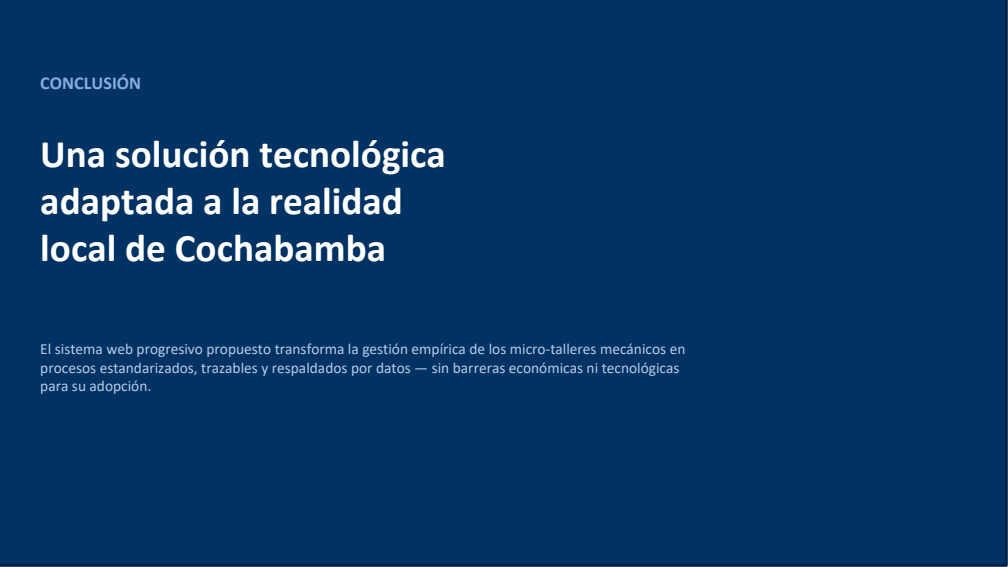 CONCLUSIÓN
Una solución tecnológica
adaptada a la realidad
local de Cochabamba
El sistema web progresivo propuesto transforma la gestión empírica de los micro-talleres mecánicos en
procesos estandarizados, trazables y respaldados por datos — sin barreras económicas ni tecnológicas
para su adopción.